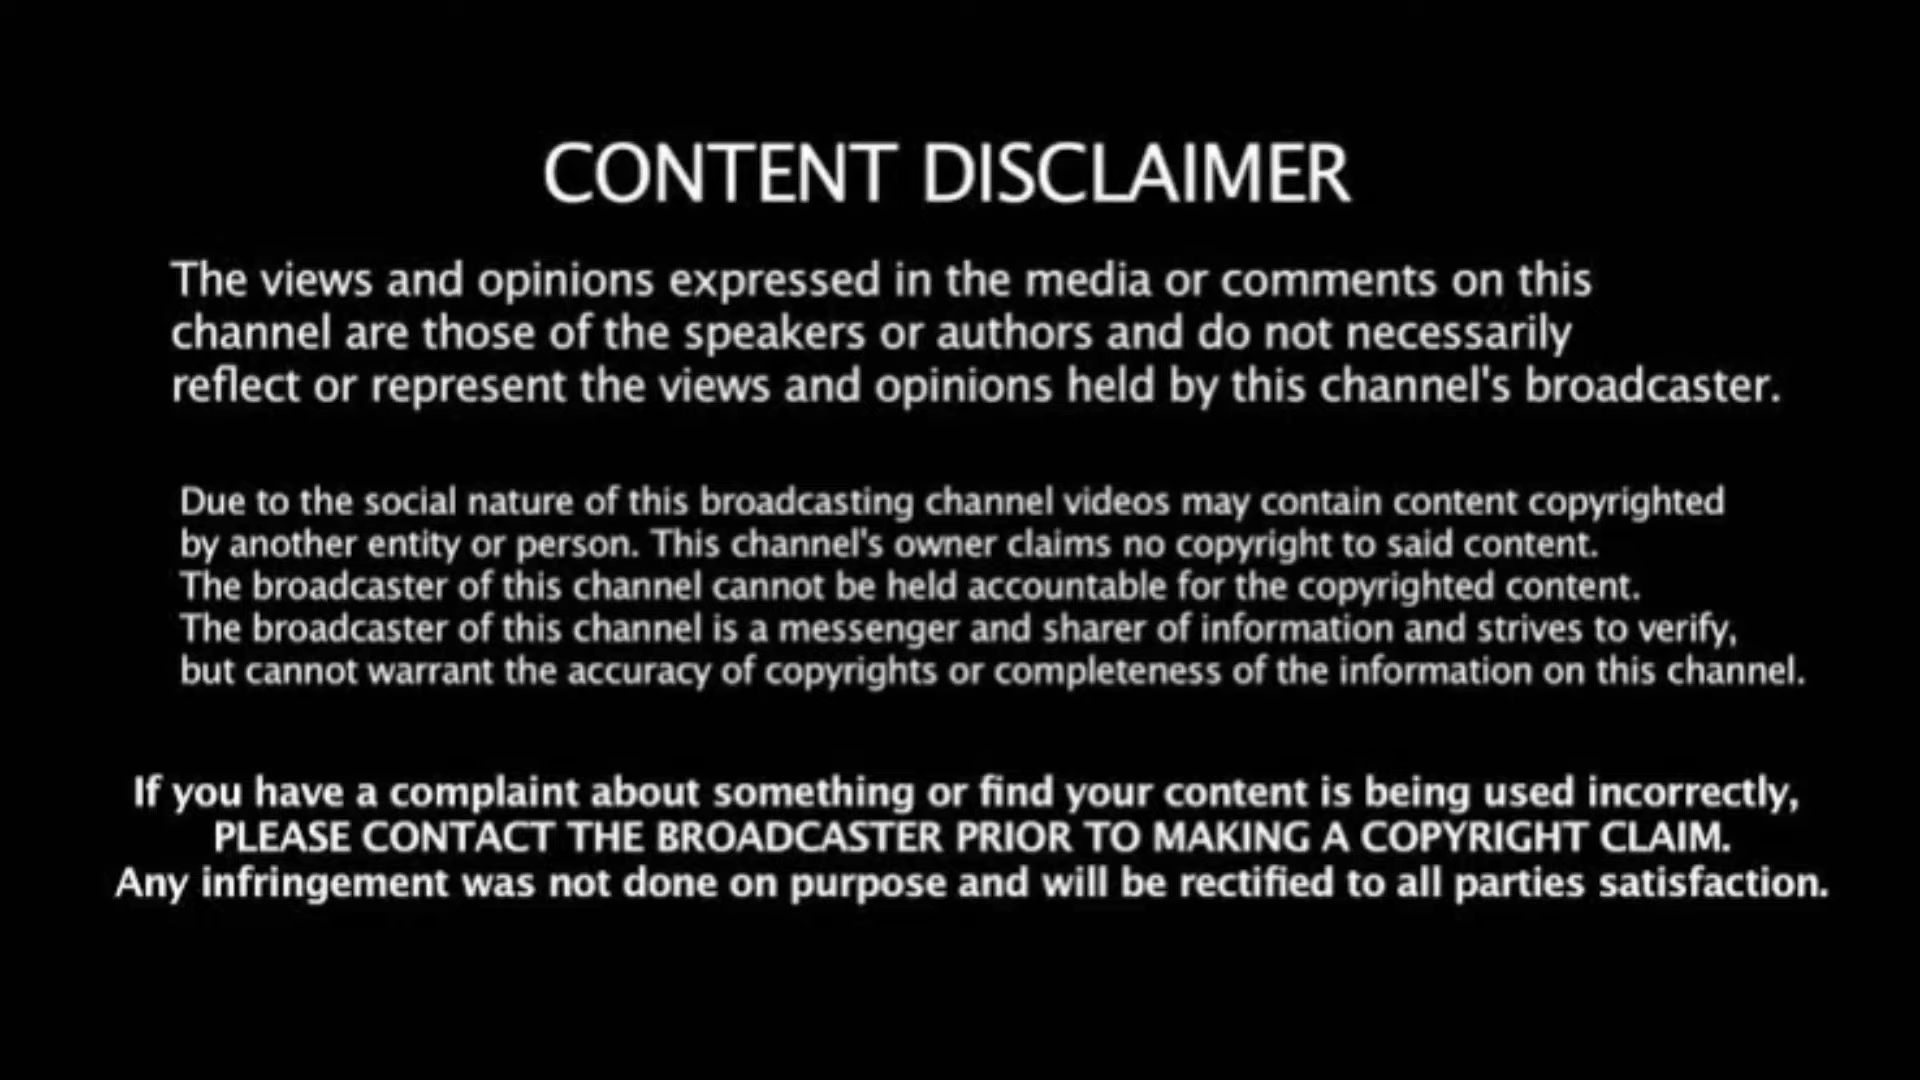 CONTENT DISCLAIMER
The views and opinions expressed in the media or comments on this
channel are those of the speakers or authors and do not necessarily
reflect or represent the views and opinions held by this channel's broadcaster.
Due to the social nature of this broadcasting channel videos may contain content copyrighted
by another entity or person. This channel's owner claims no copyright to said content.
The broadcaster of this channel cannot be held accountable for the copyrighted content.
The broadcaster of this channel is a messenger and sharer of information and strives to verify,
but cannot warrant the accuracy of copyrights or completeness of the information on this channel.
If you have a complaint about something or find your content is being used incorrectly,
PLEASE CONTACT THE BROADCASTER PRIOR TO MAKING A COPYRIGHT CLAIM.
Any infringement was not done on purpose and will be rectified to all parties satisfaction.